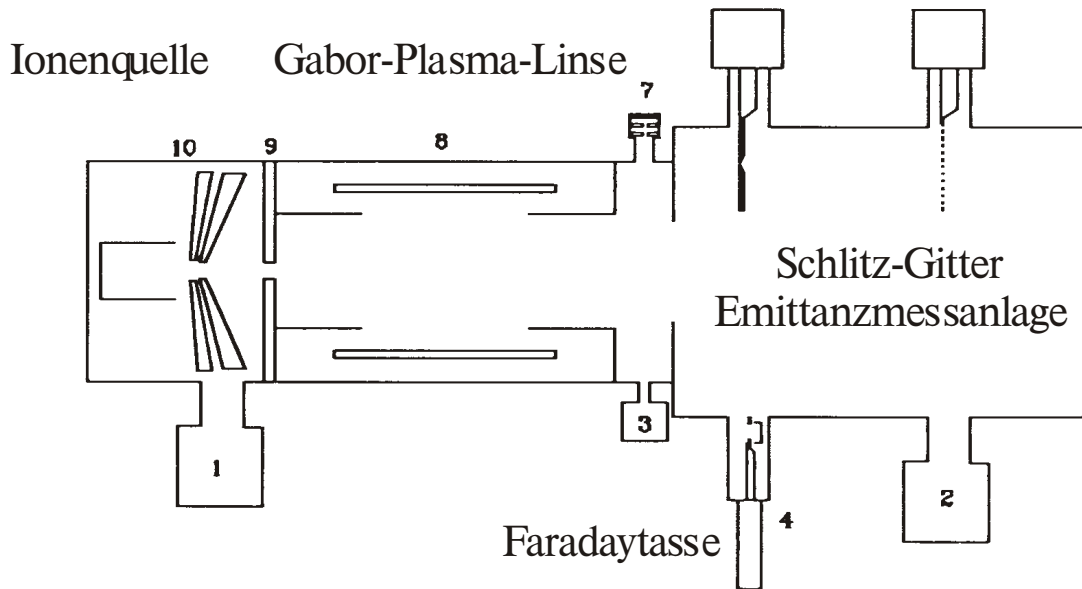 Ionenquelle Gabor-Plasma-Linse
7
10 9 8
Schlitz-Gitter
Emittanzmessanlage
3
1
2
4
Faradaytasse